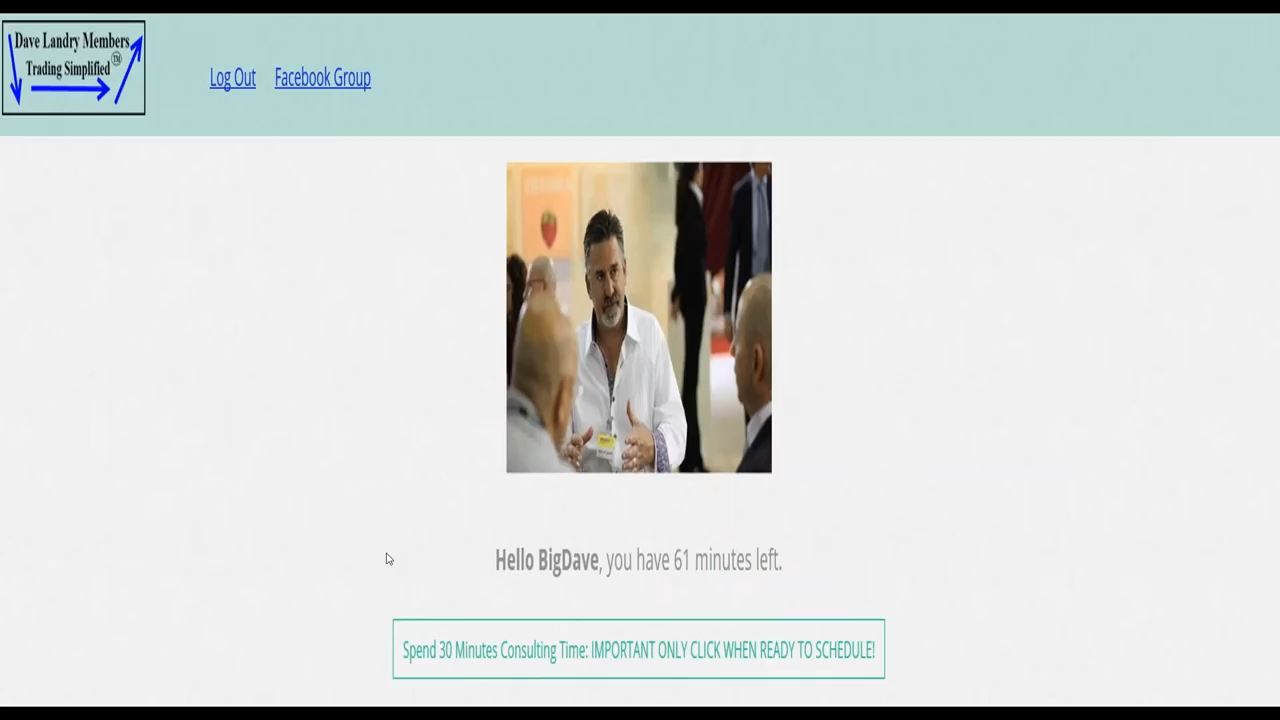 Dave Landry Members
Trading Simplified TM
Log Out Facebook Group
Hello BigDave, you have 61 minutes left.
Spend 30 Minutes Consulting Time: IMPORTANT ONLY CLICK WHEN READY TO SCHEDULE!